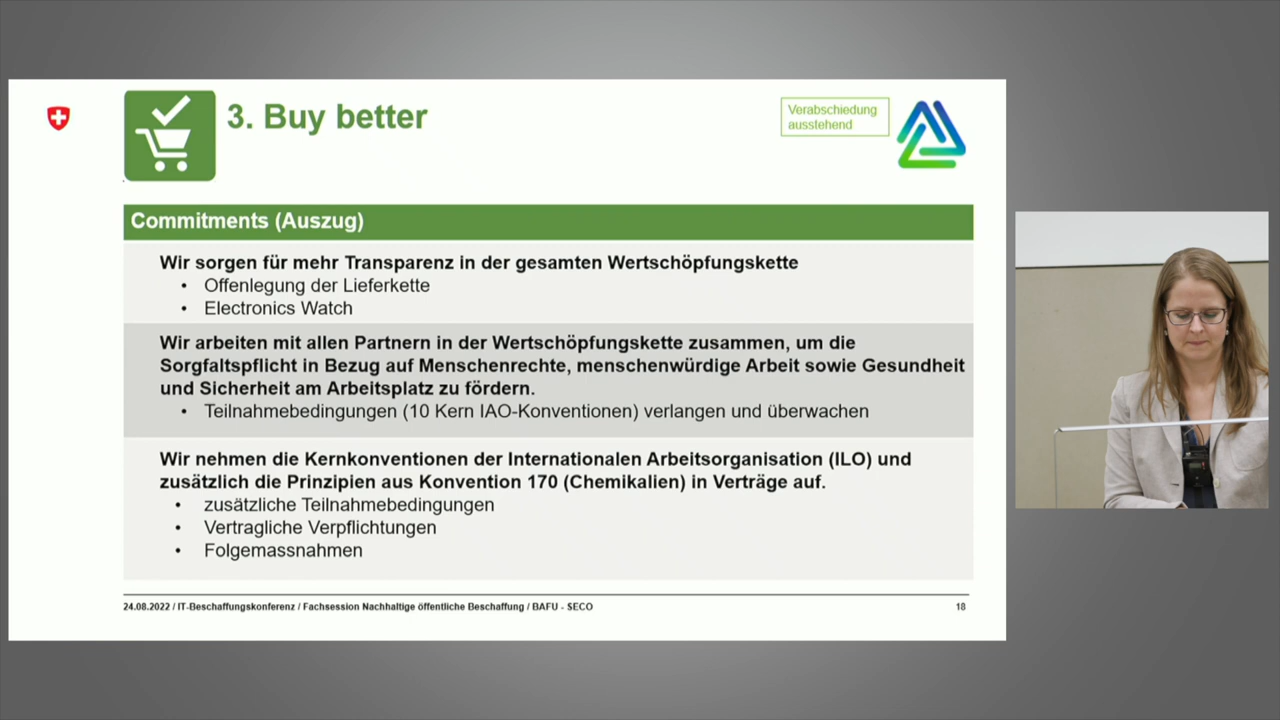 3. Buy better
Verabschiedung
ausstehend
Commitments (Auszug)
Wir sorgen für mehr Transparenz in der gesamten Wertschöpfungskette
• Offenlegung der Lieferkette
• Electronics Watch
Wir arbeiten mit allen Partnern in der Wertschöpfungskette zusammen, um die
Sorgfaltspflicht in Bezug auf Menschenrechte, menschenwürdige Arbeit sowie Gesundheit
und Sicherheit am Arbeitsplatz zu fördern.
• Teilnahmebedingungen (10 Kern IAO-Konventionen) verlangen und überwachen
Wir nehmen die Kernkonventionen der Internationalen Arbeitsorganisation (ILO) und
zusätzlich die Prinzipien aus Konvention 170 (Chemikalien) in Verträge auf.
• zusätzliche Teilnahmebedingungen
• Vertragliche Verpflichtungen
• Folgemassnahmen
24.08.2022 / IT-Beschaffungskonferenz / Fachsession Nachhaltige öffentliche Beschaffung / BAFU - SECO
18